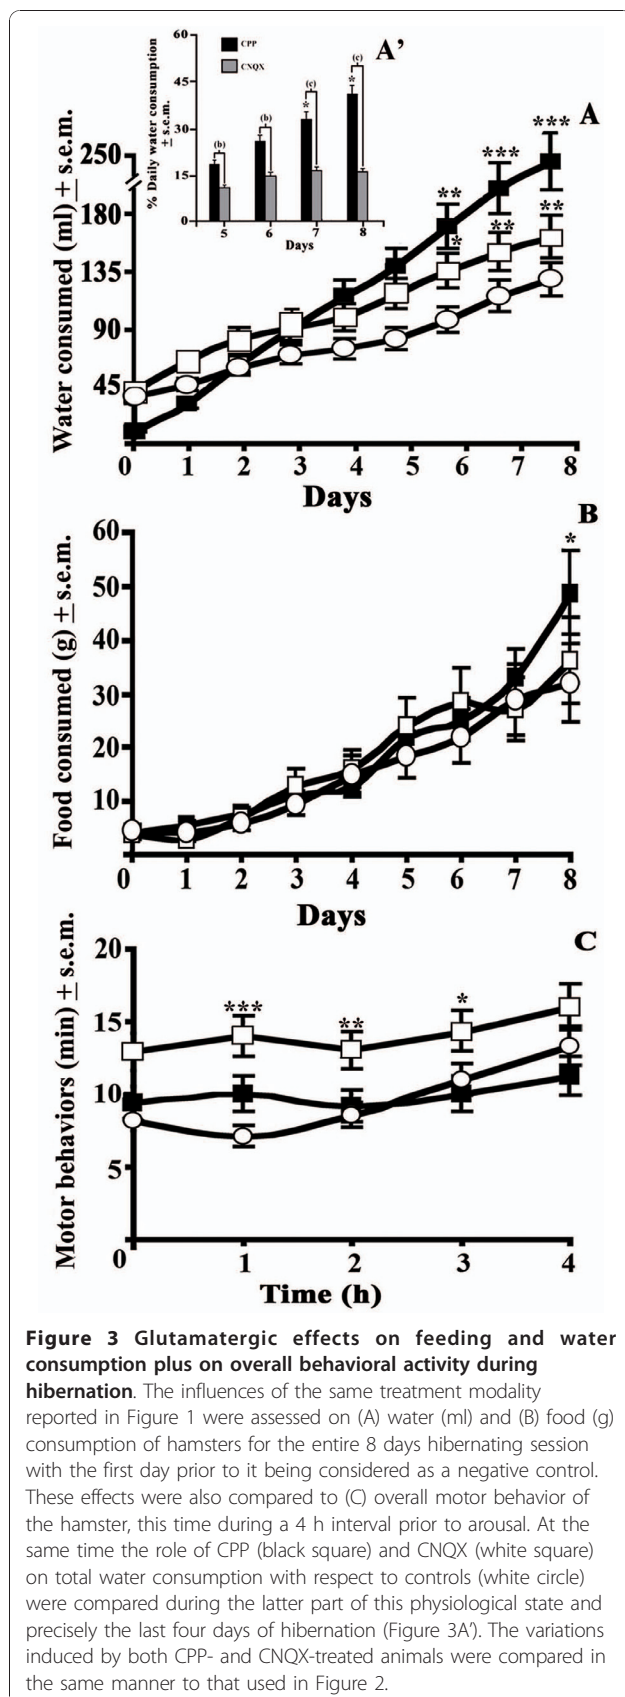 60
CPP
CNQX
A’
45
30
15
0
% Daily water consumption
± s.e.m.
(b)
(b)
(c)
*
(c)
*
5
6
7
8
Days
A
Water consumed (ml) ± s.e.m.
250
180
135
90
45
***
***
**
**
**
*
0
1
2
3
4
5
6
7
8
Days
B
Food consumed (g) ± s.e.m.
60
50
40
30
20
10
*
0
1
2
3
4
5
6
7
8
Days
C
Motor behaviors (min) ± s.e.m.
20
15
10
5
***
**
*
0
1
2
3
4
Time (h)
Figure 3 Glutamatergic effects on feeding and water
consumption plus on overall behavioral activity during
hibernation. The influences of the same treatment modality
reported in Figure 1 were assessed on (A) water (ml) and (B) food (g)
consumption of hamsters for the entire 8 days hibernating session
with the first day prior to it being considered as a negative control.
These effects were also compared to (C) overall motor behavior of
the hamster, this time during a 4 h interval prior to arousal. At the
same time the role of CPP (black square) and CNQX (white square)
on total water consumption with respect to controls (white circle)
were compared during the latter part of this physiological state and
precisely the last four days of hibernation (Figure 3A’). The variations
induced by both CPP- and CNQX-treated animals were compared in
the same manner to that used in Figure 2.